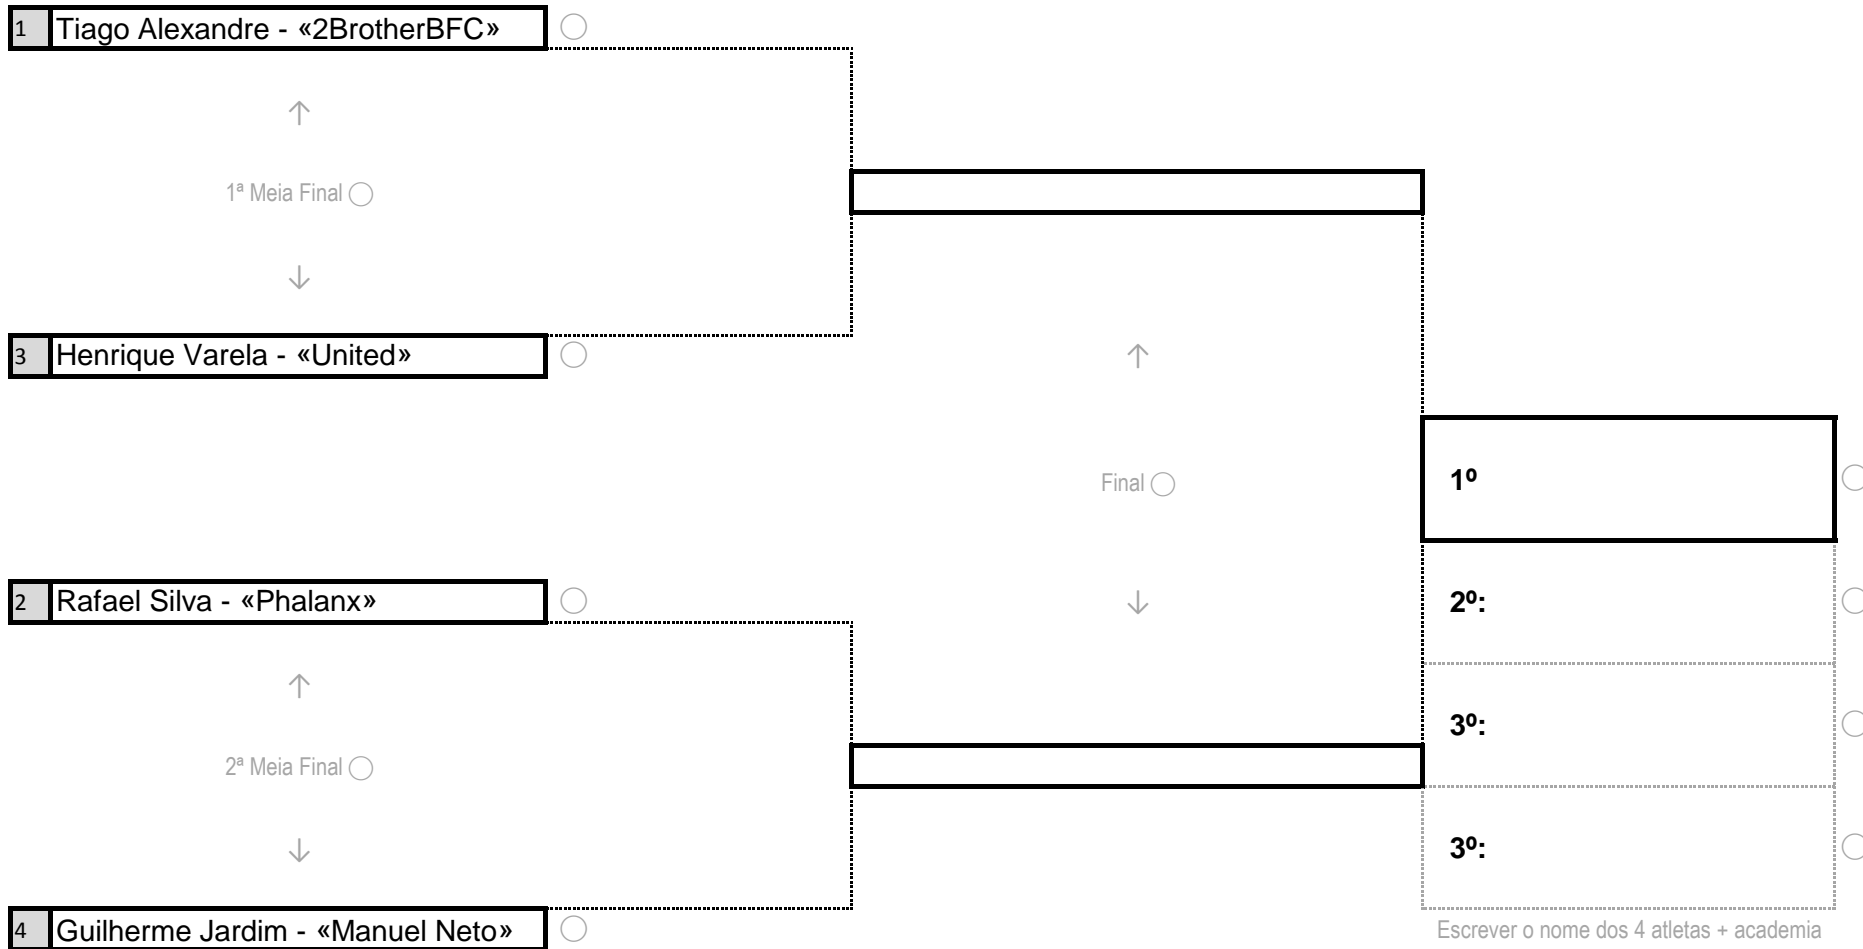 1 Tiago Alexandre - «2BrotherBFC»
↑
1ª Meia Final
↓
3 Henrique Varela - «United»
↑
Final
↓
2 Rafael Silva - «Phalanx»
↑
2ª Meia Final
↓
4 Guilherme Jardim - «Manuel Neto»
1º
2º:
3º:
3º:
Escrever o nome dos 4 atletas + academia